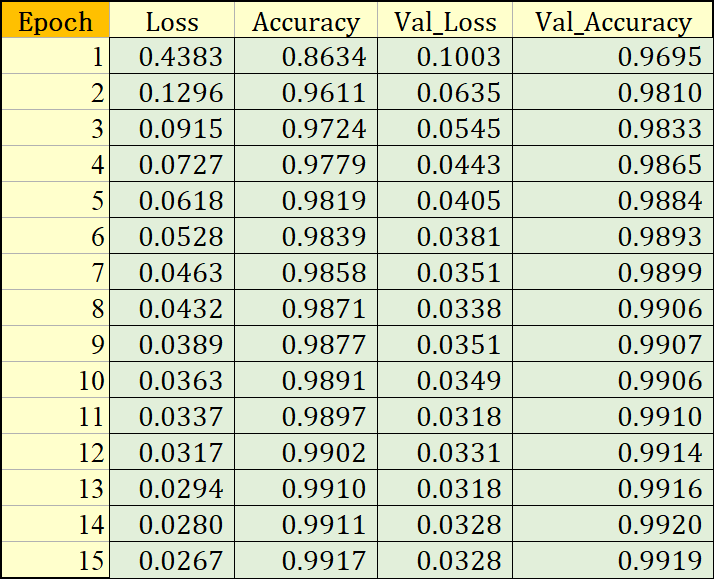 Epoch Loss Accuracy Val_Loss Val_Accuracy
1 0.4383 0.8634 0.1003 0.9695
2 0.1296 0.9611 0.0635 0.9810
3 0.0915 0.9724 0.0545 0.9833
4 0.0727 0.9779 0.0443 0.9865
5 0.0618 0.9819 0.0405 0.9884
6 0.0528 0.9839 0.0381 0.9893
7 0.0463 0.9858 0.0351 0.9899
8 0.0432 0.9871 0.0338 0.9906
9 0.0389 0.9877 0.0351 0.9907
10 0.0363 0.9891 0.0349 0.9906
11 0.0337 0.9897 0.0318 0.9910
12 0.0317 0.9902 0.0331 0.9914
13 0.0294 0.9910 0.0318 0.9916
14 0.0280 0.9911 0.0328 0.9920
15 0.0267 0.9917 0.0328 0.9919